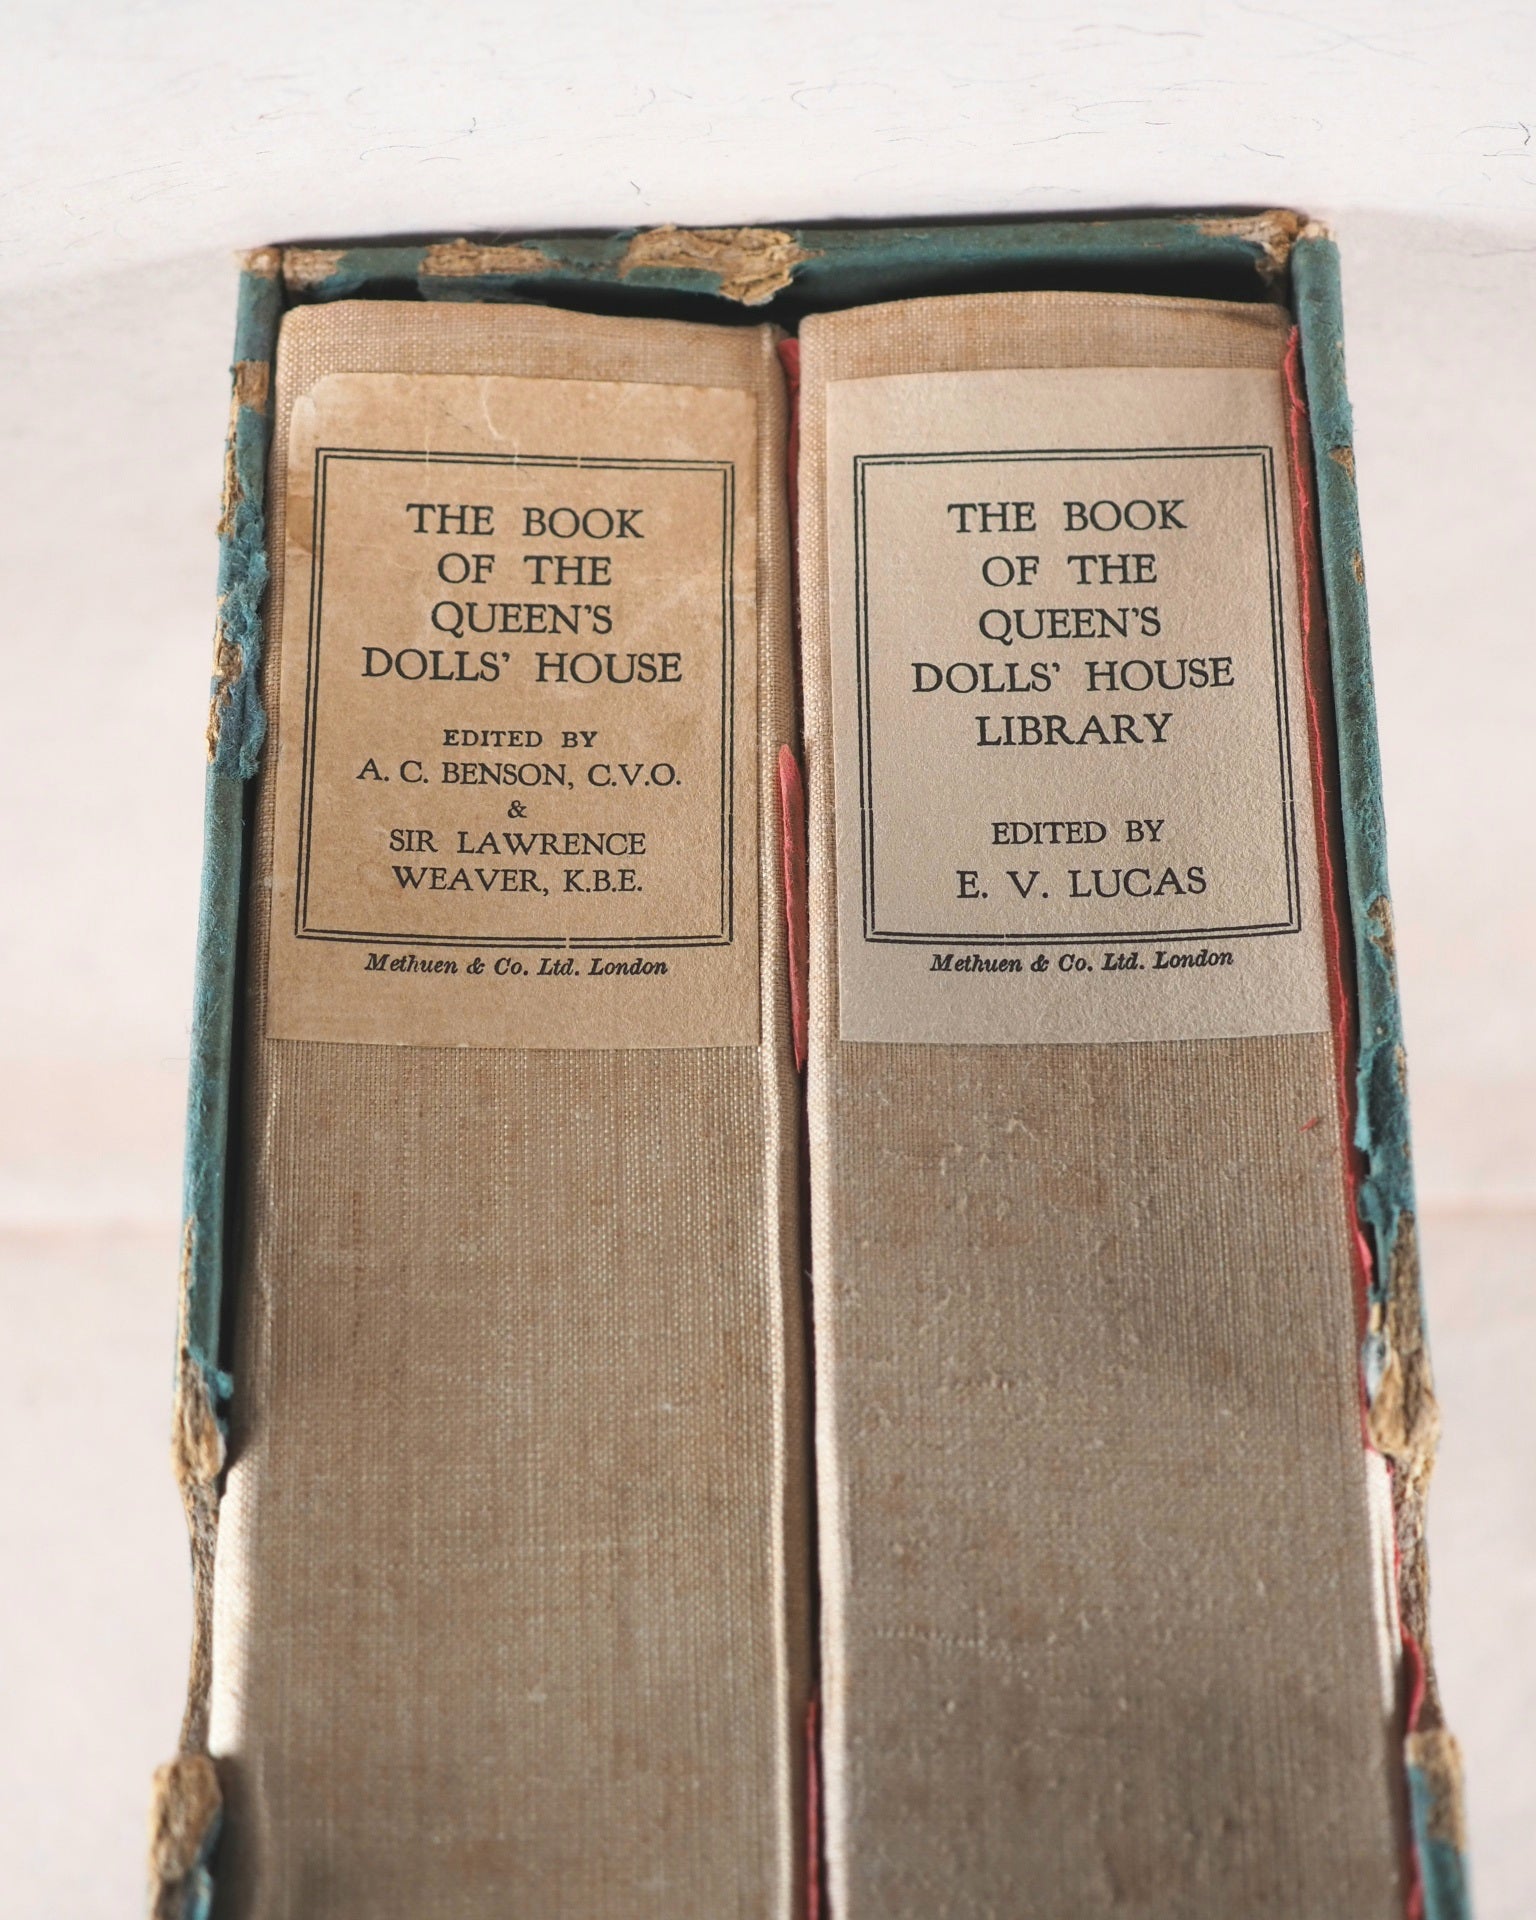 THE BOOK
OF THE
QUEEN'S
DOLLS' HOUSE
EDITED BY
A. C. BENSON, C.V.O.
&
SIR LAWRENCE
WEAVER, K.B.E.
Methuen & Co. Ltd. London
THE BOOK
OF THE
QUEEN'S
DOLLS' HOUSE
LIBRARY
EDITED BY
E. V. LUCAS
Methuen & Co. Ltd. London